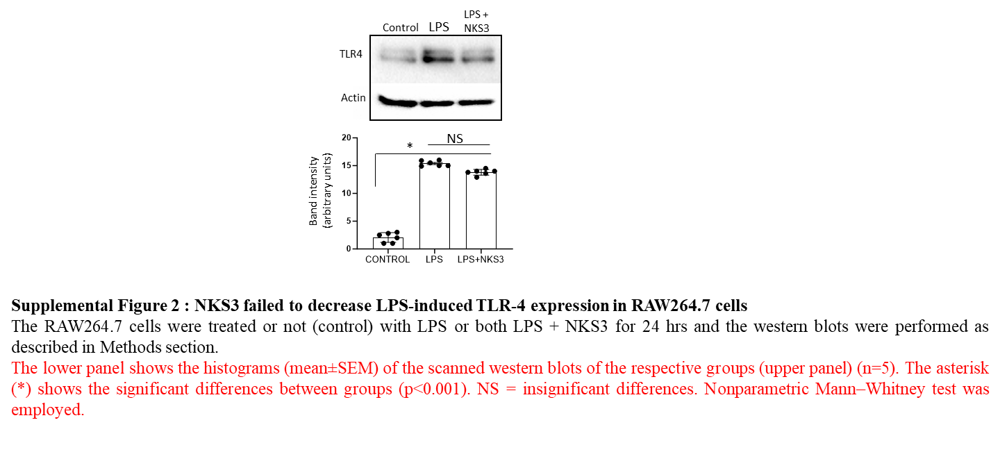 LPS +
Control LPS NKS3
TLR4
Actin
20
NS
*
15
10
5
0
Band intensity
(arbitrary units)
CONTROL LPS LPS+NKS3
Supplemental Figure 2 : NKS3 failed to decrease LPS-induced TLR-4 expression in RAW264.7 cells
The RAW264.7 cells were treated or not (control) with LPS or both LPS + NKS3 for 24 hrs and the western blots were performed as
described in Methods section.
The lower panel shows the histograms (mean±SEM) of the scanned western blots of the respective groups (upper panel) (n=5). The asterisk
(*) shows the significant differences between groups (p<0.001). NS = insignificant differences. Nonparametric Mann–Whitney test was
employed.